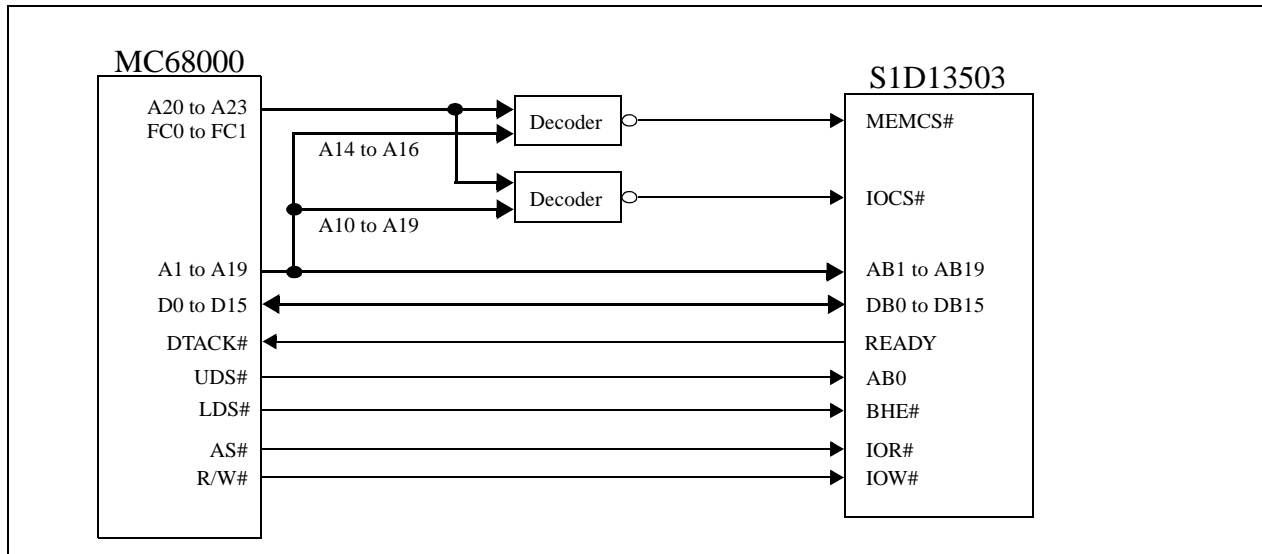 MC68000
S1D13503
A20 to A23
FC0 to FC1
Decoder
MEMCS#
A14 to A16
Decoder
IOCS#
A10 to A19
A1 to A19
AB1 to AB19
D0 to D15
DB0 to DB15
DTACK#
READY
UDS#
AB0
LDS#
BHE#
AS#
IOR#
R/W#
IOW#